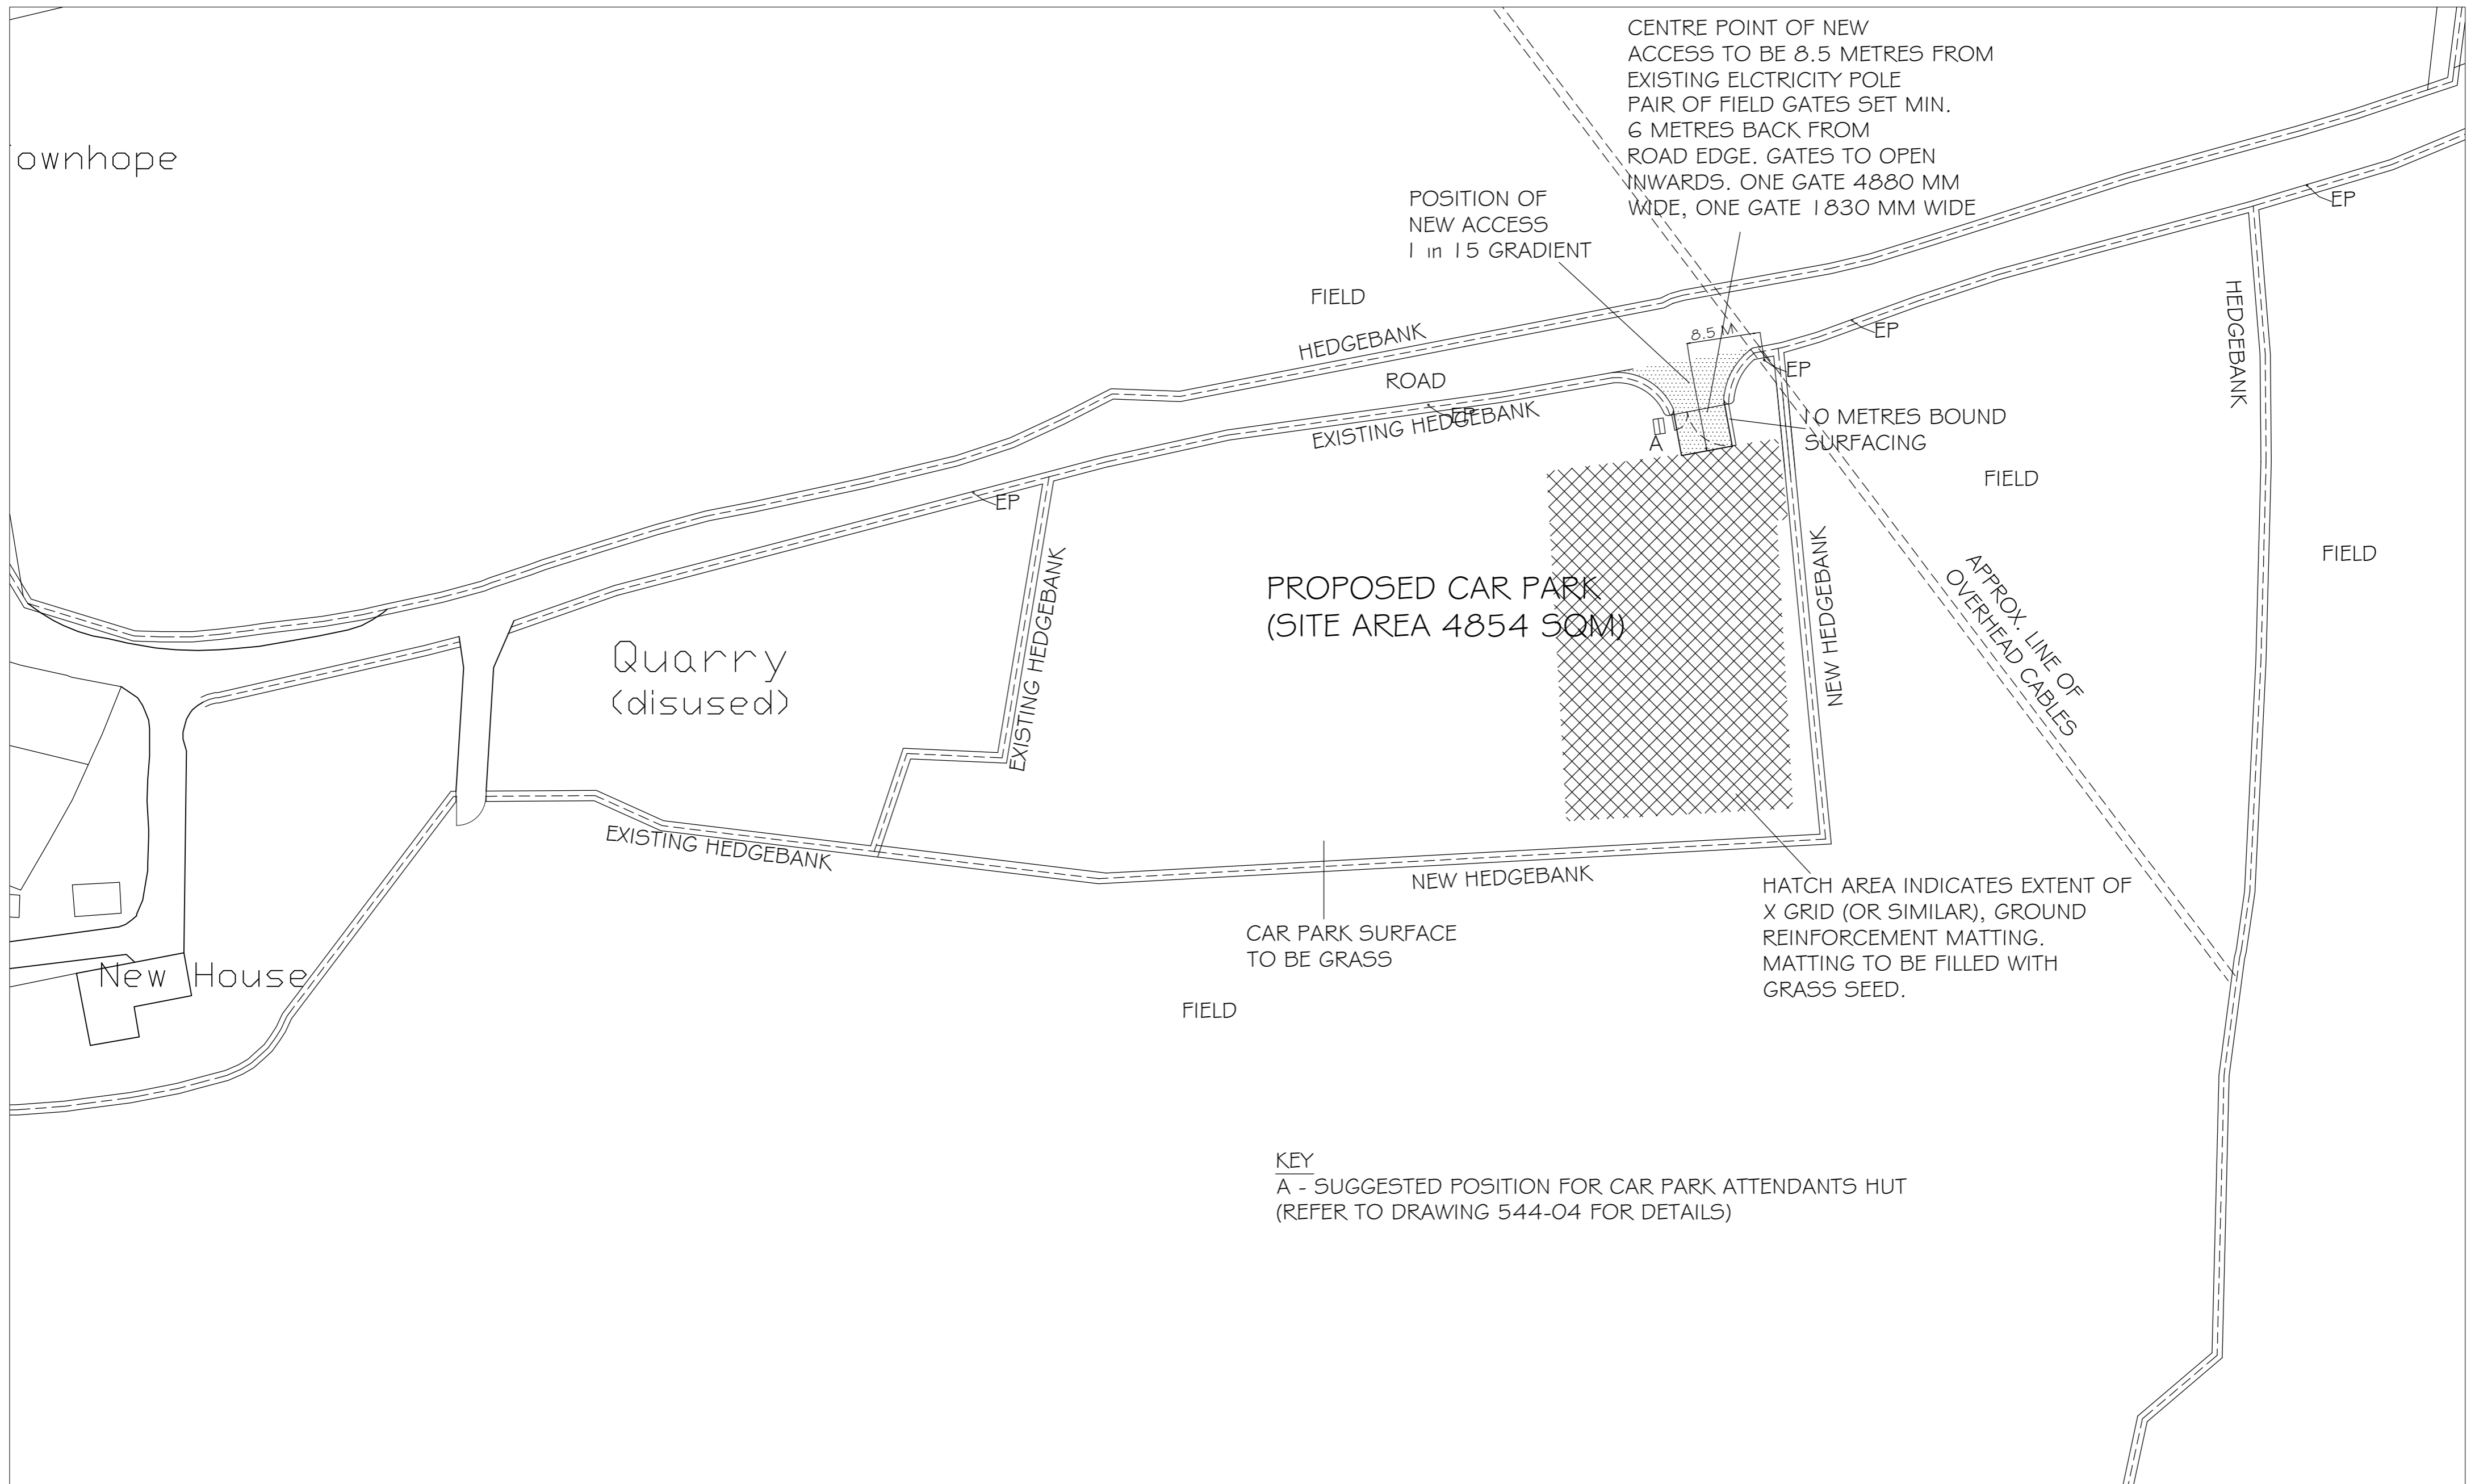 CENTRE POINT OF NEW
ACCESS TO BE 8.5 METRES FROM
EXISTING ELCTRICITY POLE
PAIR OF FIELD GATES SET MIN.
6 METRES BACK FROM
ROAD EDGE. GATES TO OPEN
INWARDS. ONE GATE 4880 MM
WIDE, ONE GATE 1830 MM WIDE
ownhope
POSITION OF
NEW ACCESS
1 in 15 GRADIENT
EP
FIELD
HEDGEBANK
HEDGEBANK
8.5 M
EP
EP
ROAD
EP
EXISTING HEDGEBANK
A
10 METRES BOUND
SURFACING
FIELD
EP
FIELD
EXISTING HEDGEBANK
PROPOSED CAR PARK
(SITE AREA 4854 SQM)
NEW HEDGEBANK
APPROX. LINE OF
OVERHEAD CABLES
Quarry
(disused)
EXISTING HEDGEBANK
NEW HEDGEBANK
CAR PARK SURFACE
TO BE GRASS
HATCH AREA INDICATES EXTENT OF
X GRID (OR SIMILAR), GROUND
REINFORCEMENT MATTING.
MATTING TO BE FILLED WITH
GRASS SEED.
New House
FIELD
KEY
A - SUGGESTED POSITION FOR CAR PARK ATTENDANTS HUT
(REFER TO DRAWING 544-04 FOR DETAILS)